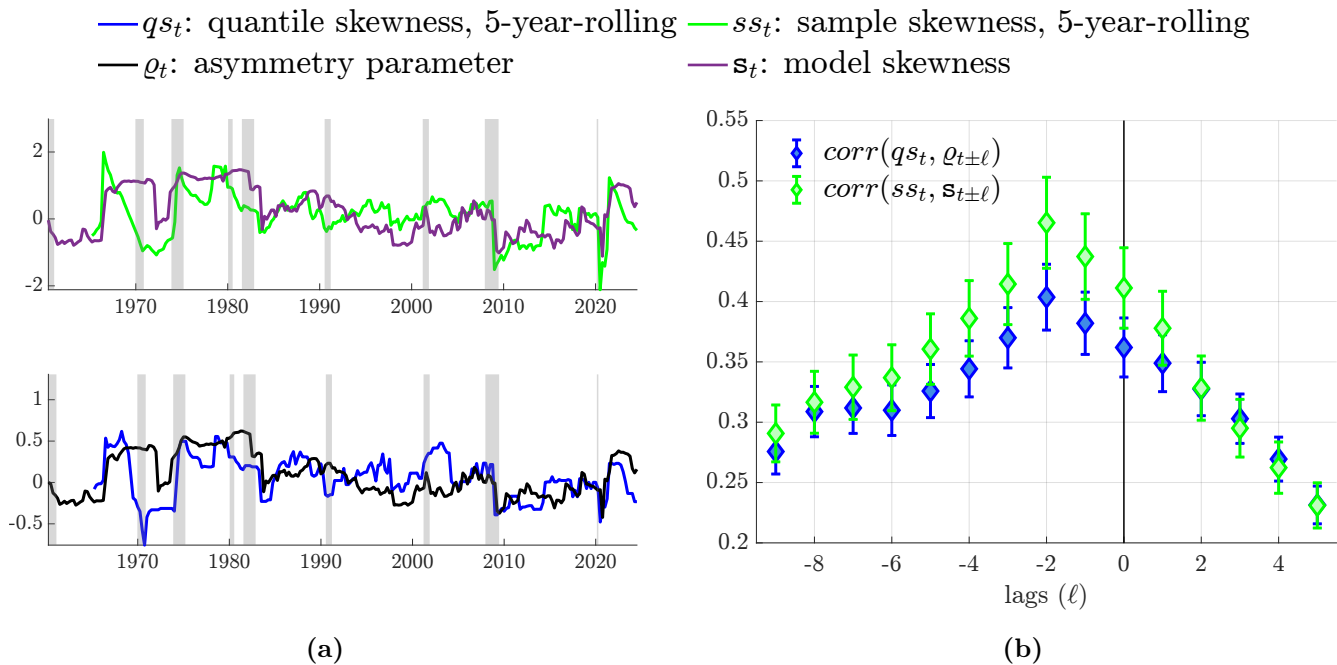 qs_t: quantile skewness, 5-year-rolling ss_t: sample skewness, 5-year-rolling
ϱ_t: asymmetry parameter s_t: model skewness
2
0
-2
1970 1980 1990 2000 2010 2020
1
0.5
0
-0.5
1970 1980 1990 2000 2010 2020
(a)
0.55
0.5
0.45
0.4
0.35
0.3
0.25
0.2
corr(qs_t, ϱ_{t±ℓ})
corr(ss_t, s_{t±ℓ})
-8 -6 -4 -2 0 2 4
lags (ℓ)
(b)